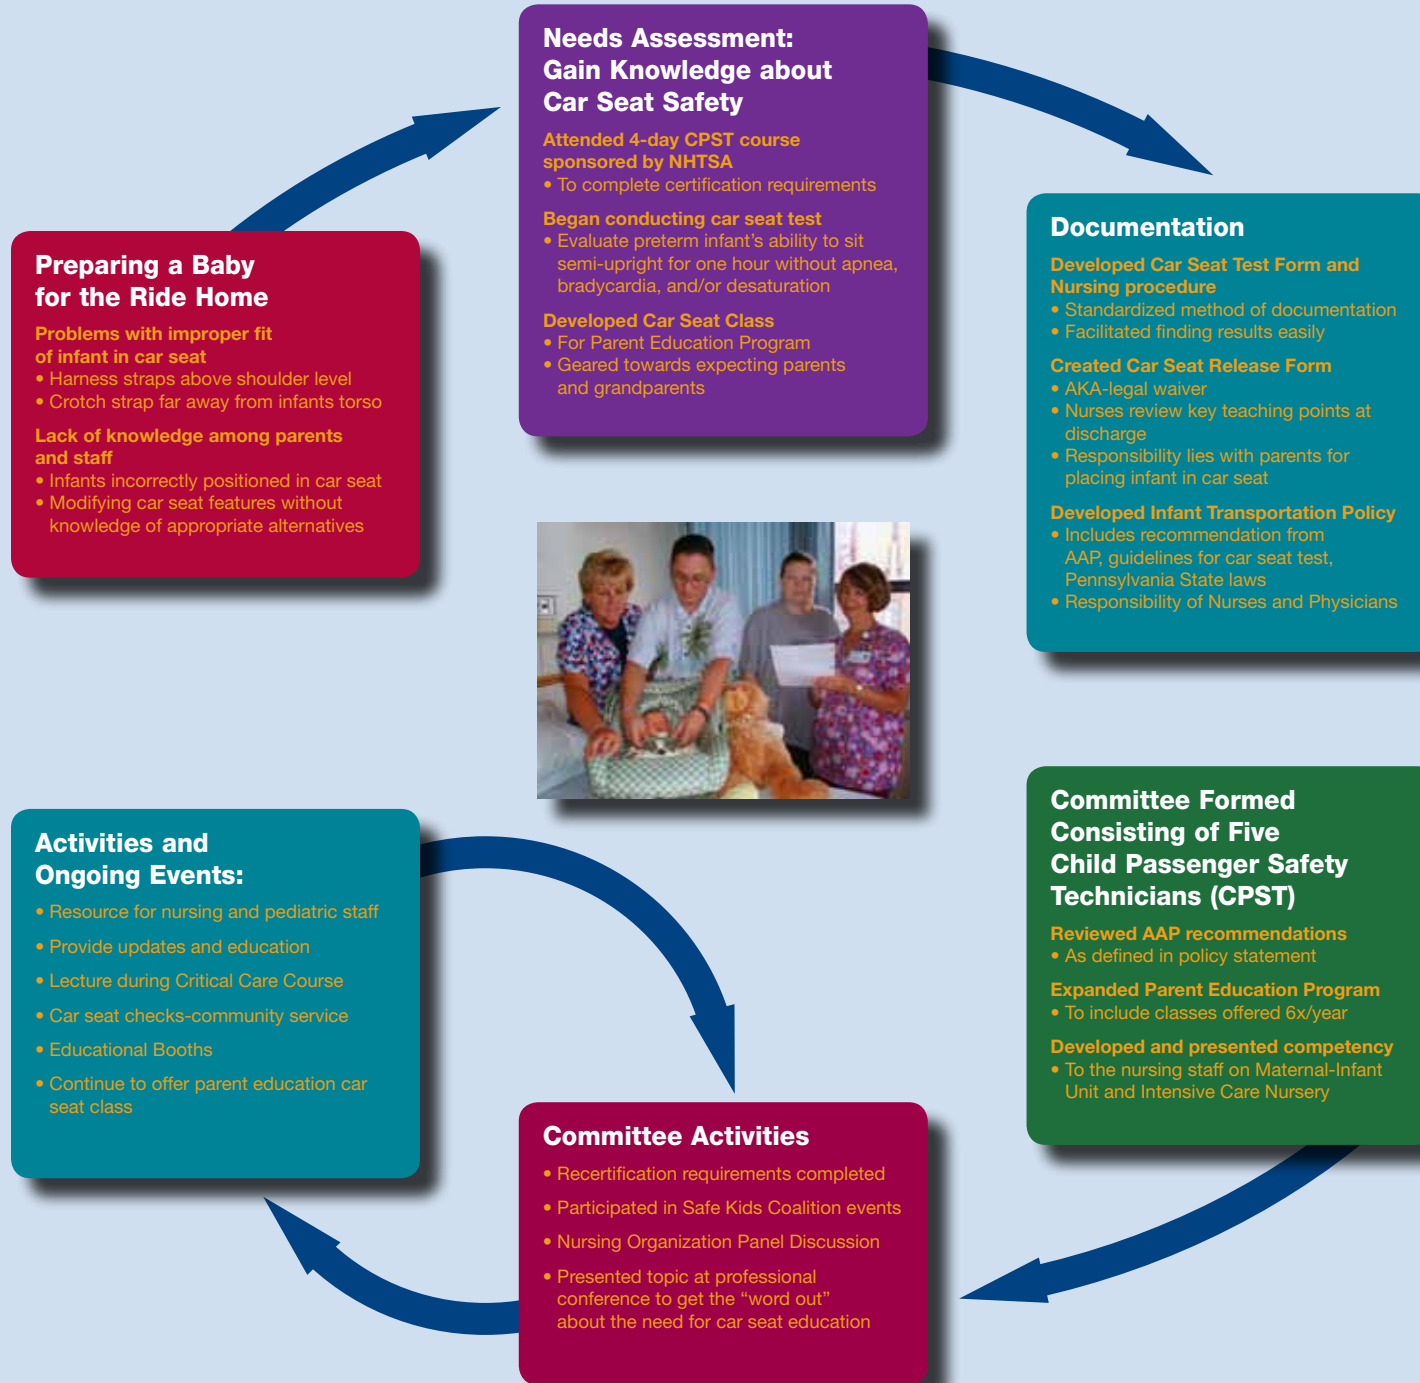 Preparing a Baby
for the Ride Home
Problems with improper fit
of infant in car seat
• Harness straps above shoulder level
• Crotch strap far away from infants torso
Lack of knowledge among parents
and staff
• Infants incorrectly positioned in car seat
• Modifying car seat features without
knowledge of appropriate alternatives
Needs Assessment:
Gain Knowledge about
Car Seat Safety
Attended 4-day CPST course
sponsored by NHTSA
• To complete certification requirements
Began conducting car seat test
• Evaluate preterm infant’s ability to sit
semi-upright for one hour without apnea,
bradycardia, and/or desaturation
Developed Car Seat Class
• For Parent Education Program
• Geared towards expecting parents
and grandparents
Documentation
Developed Car Seat Test Form and
Nursing procedure
• Standardized method of documentation
• Facilitated finding results easily
Created Car Seat Release Form
• AKA-legal waiver
• Nurses review key teaching points at
discharge
• Responsibility lies with parents for
placing infant in car seat
Developed Infant Transportation Policy
• Includes recommendation from
AAP, guidelines for car seat test,
Pennsylvania State laws
• Responsibility of Nurses and Physicians
Committee Formed
Consisting of Five
Child Passenger Safety
Technicians (CPST)
Reviewed AAP recommendations
• As defined in policy statement
Expanded Parent Education Program
• To include classes offered 6x/year
Developed and presented competency
• To the nursing staff on Maternal-Infant
Unit and Intensive Care Nursery
Committee Activities
• Recertification requirements completed
• Participated in Safe Kids Coalition events
• Nursing Organization Panel Discussion
• Presented topic at professional
conference to get the “word out”
about the need for car seat education
Activities and
Ongoing Events:
• Resource for nursing and pediatric staff
• Provide updates and education
• Lecture during Critical Care Course
• Car seat checks-community service
• Educational Booths
• Continue to offer parent education car
seat class